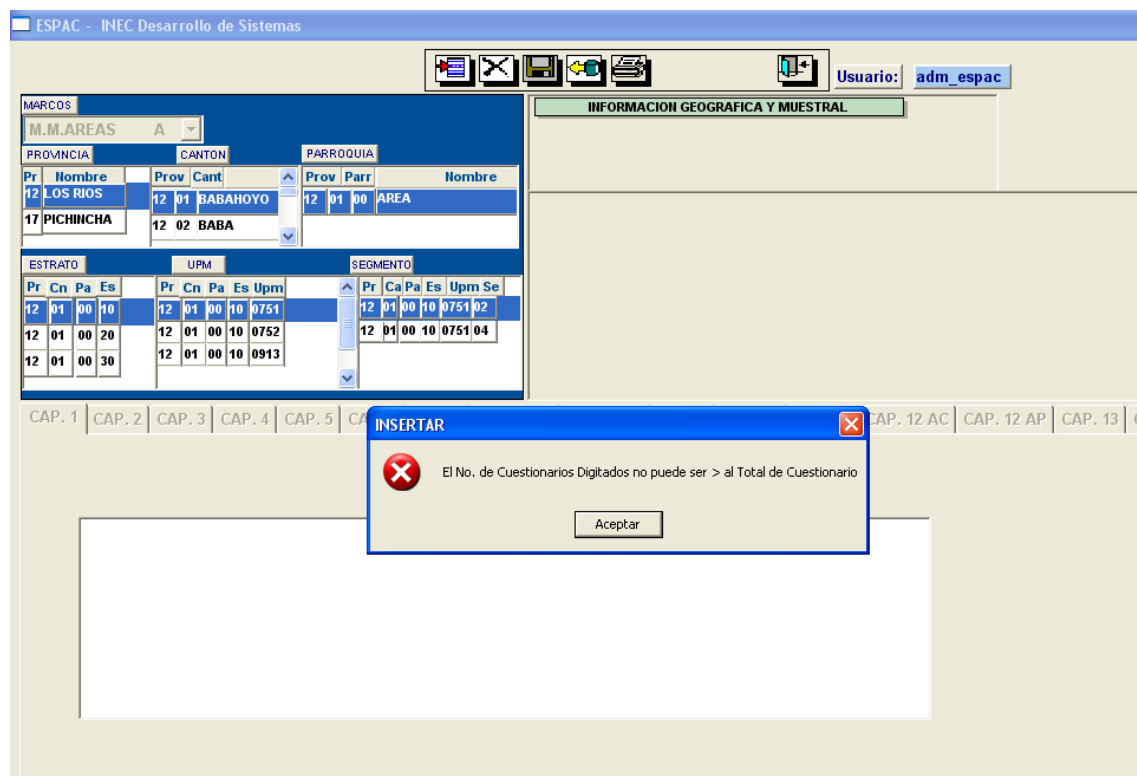 ESPAC - INEC Desarrollo de Sistemas
Usuario: adm_espac
MARCOS
M.M.AREAS A
INFORMACION GEOGRAFICA Y MUESTRAL
PROVINCIA CANTON PARROQUIA
Pr Nombre Prov Cant Prov Parr Nombre
12 LOS RIOS 12 01 BABAHOYO 12 01 00 AREA
17 PICHINCHA 12 02 BABA
ESTRATO UPM SEGMENTO
Pr Cn Pa Es Pr Cn Pa Es Upm Pr Ca Pa Es Upm Se
12 01 00 10 12 01 00 10 0751 12 01 00 10 0751 02
12 01 00 20 12 01 00 10 0752 12 01 00 10 0751 04
12 01 00 30 12 01 00 10 0913
CAP. 1 CAP. 2 CAP. 3 CAP. 4 CAP. 5 CA CAP. 12 AC CAP. 12 AP CAP. 13
INSERTAR
El No. de Cuestionarios Digitados no puede ser > al Total de Cuestionario
Aceptar